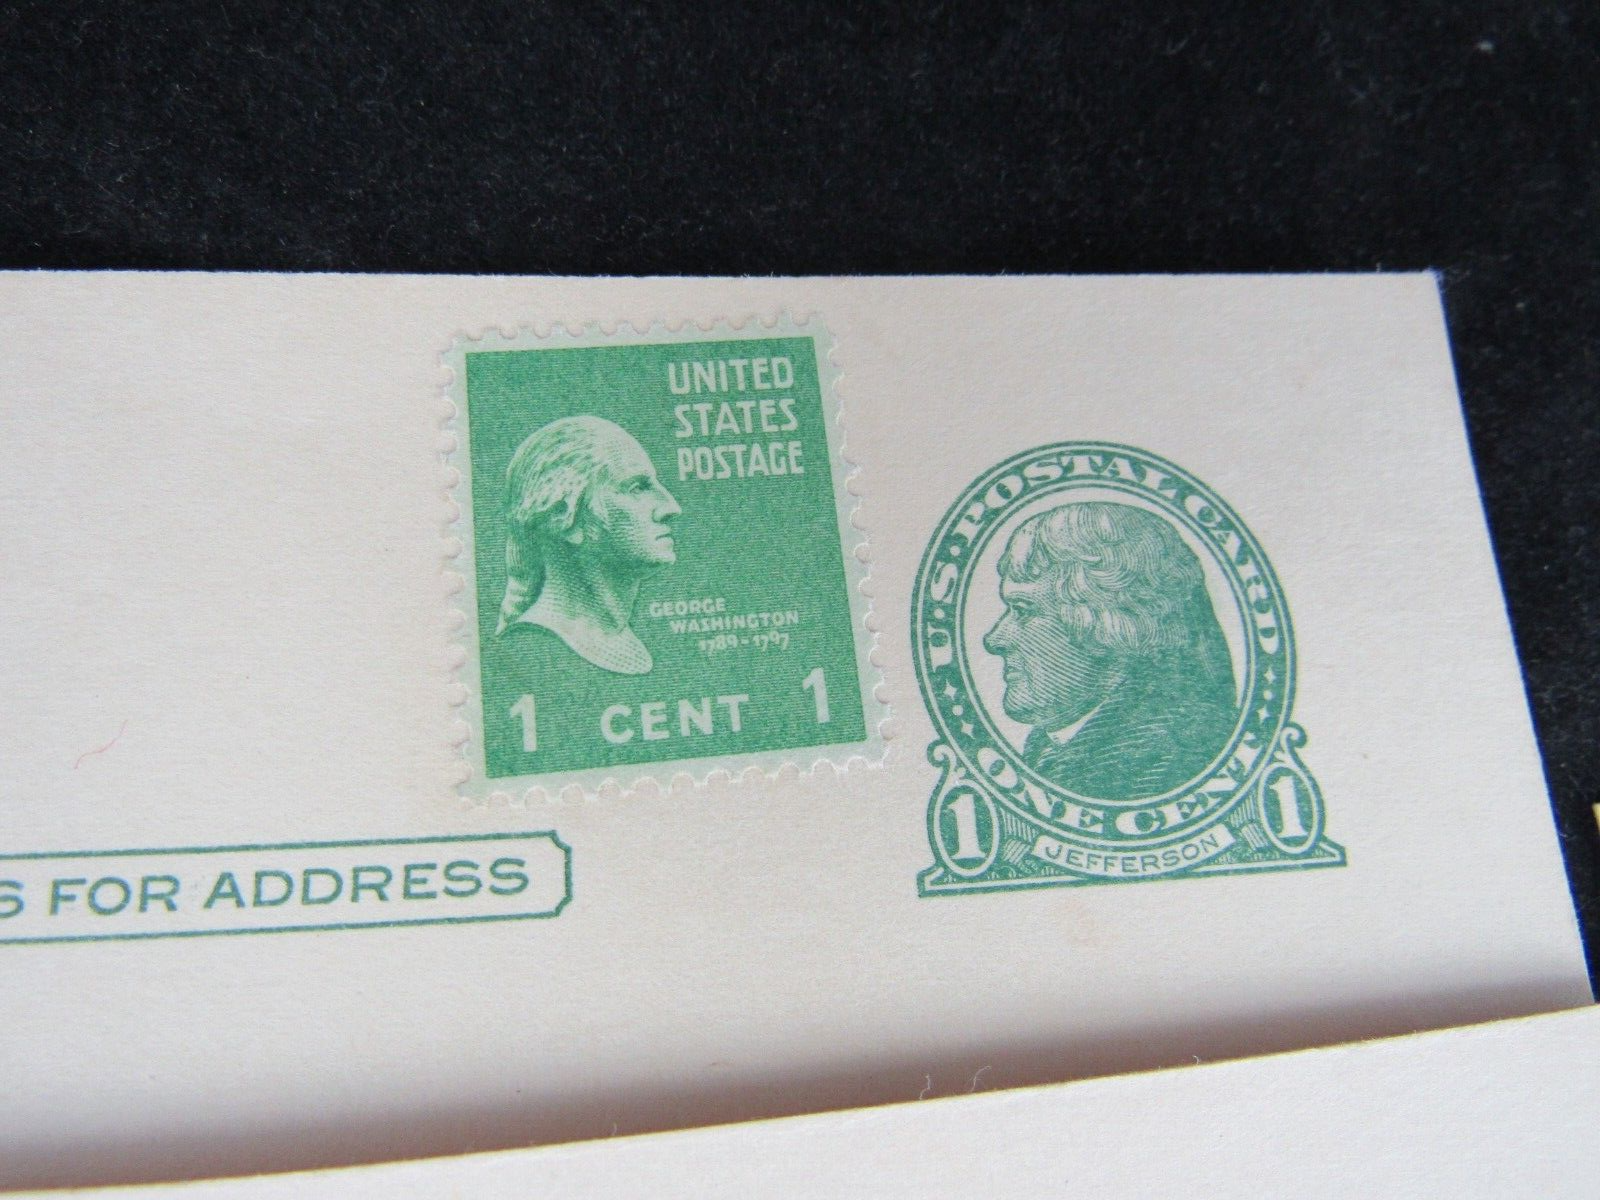 UNITED
STATES
POSTAGE
GEORGE
WASHINGTON
1789-1797
1 CENT 1
U.S. POSTAL CARD
ONE CENT
1 JEFFERSON 1
S FOR ADDRESS